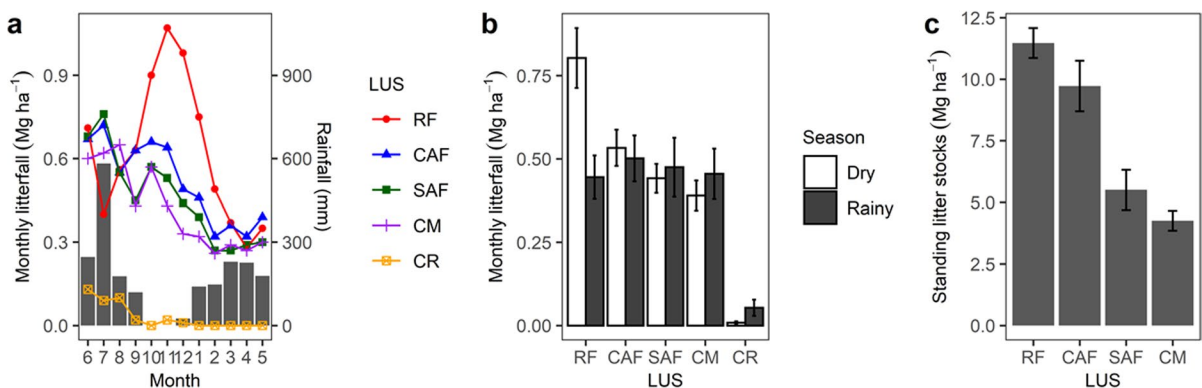 a
Monthly litterfall (Mg ha⁻¹)
0.9
0.6
0.3
0.0
900
600
300
0
Rainfall (mm)
6 7 8 9 10 11 12 1 2 3 4 5
Month
LUS
RF
CAF
SAF
CM
CR
b
Monthly litterfall (Mg ha⁻¹)
0.75
0.50
0.25
0.00
RF CAF SAF CM CR
LUS
Season
Dry
Rainy
c
Standing litter stocks (Mg ha⁻¹)
12.5
10.0
7.5
5.0
2.5
0.0
RF CAF SAF CM
LUS